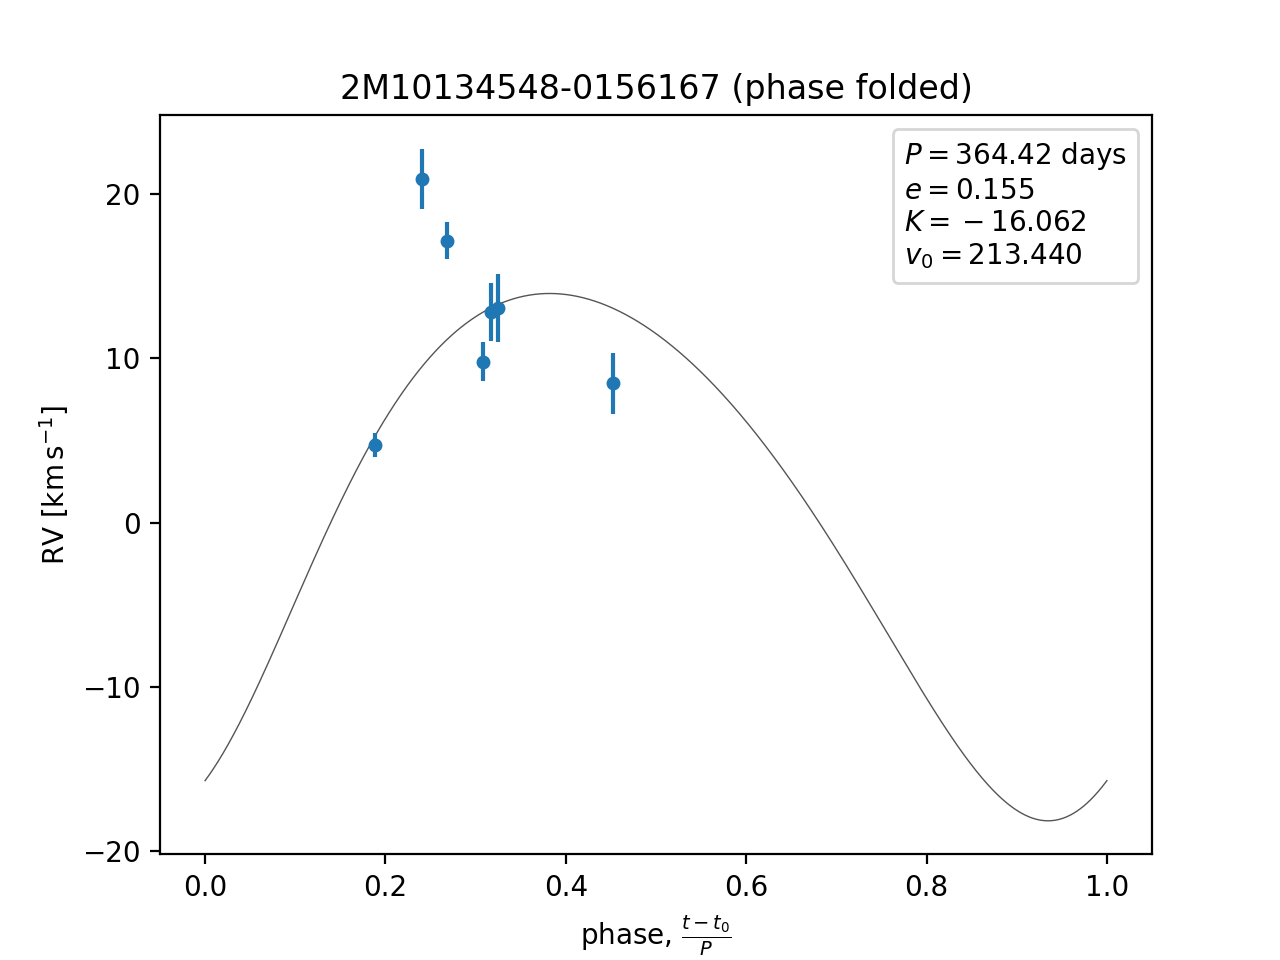 2M10134548-0156167 (phase folded)
P = 364.42 days
e = 0.155
K = −16.062
v₀ = 213.440
RV [km s⁻¹]
20
10
0
−10
−20
0.0 0.2 0.4 0.6 0.8 1.0
phase, (t − t₀)/P